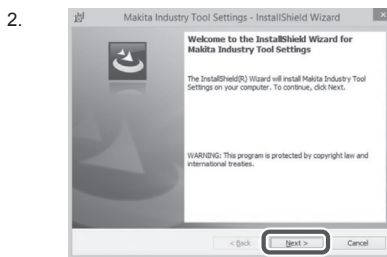 2.
Makita Industry Tool Settings - InstallShield Wizard
Welcome to the InstallShield Wizard for
Makita Industry Tool Settings
The InstallShield(R) Wizard will install Makita Industry Tool
Settings on your computer. To continue, click Next.
WARNING: This program is protected by copyright law and
international treaties.
< Back Next > Cancel